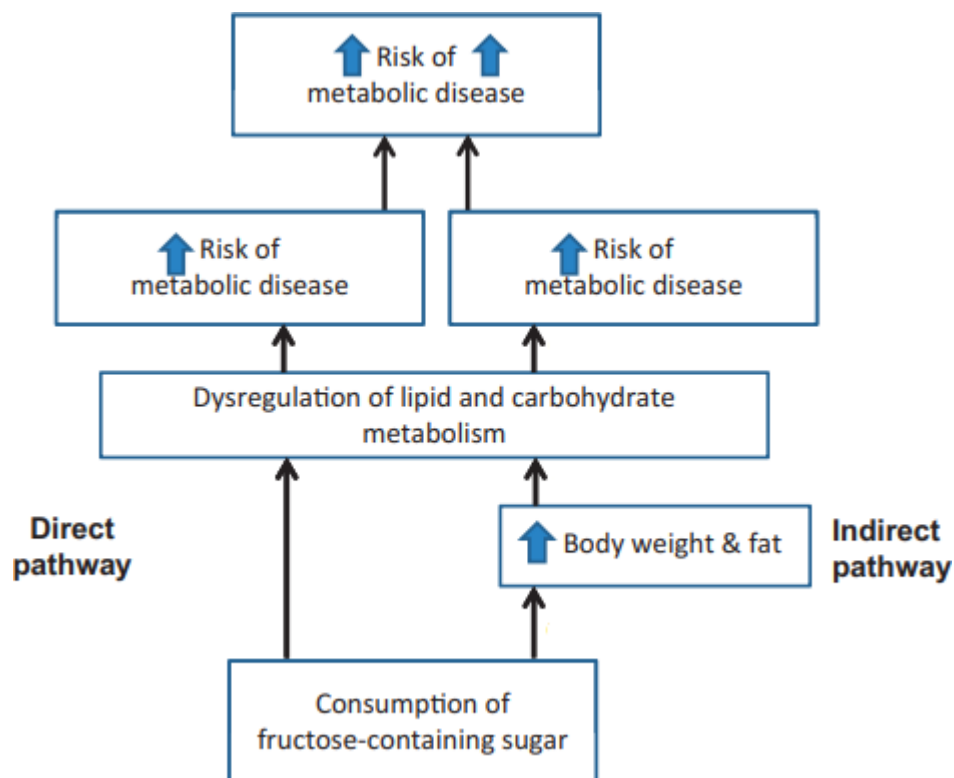 Risk of
metabolic disease
Risk of
metabolic disease
Risk of
metabolic disease
Dysregulation of lipid and carbohydrate
metabolism
Direct
pathway
Body weight & fat
Indirect
pathway
Consumption of
fructose-containing sugar